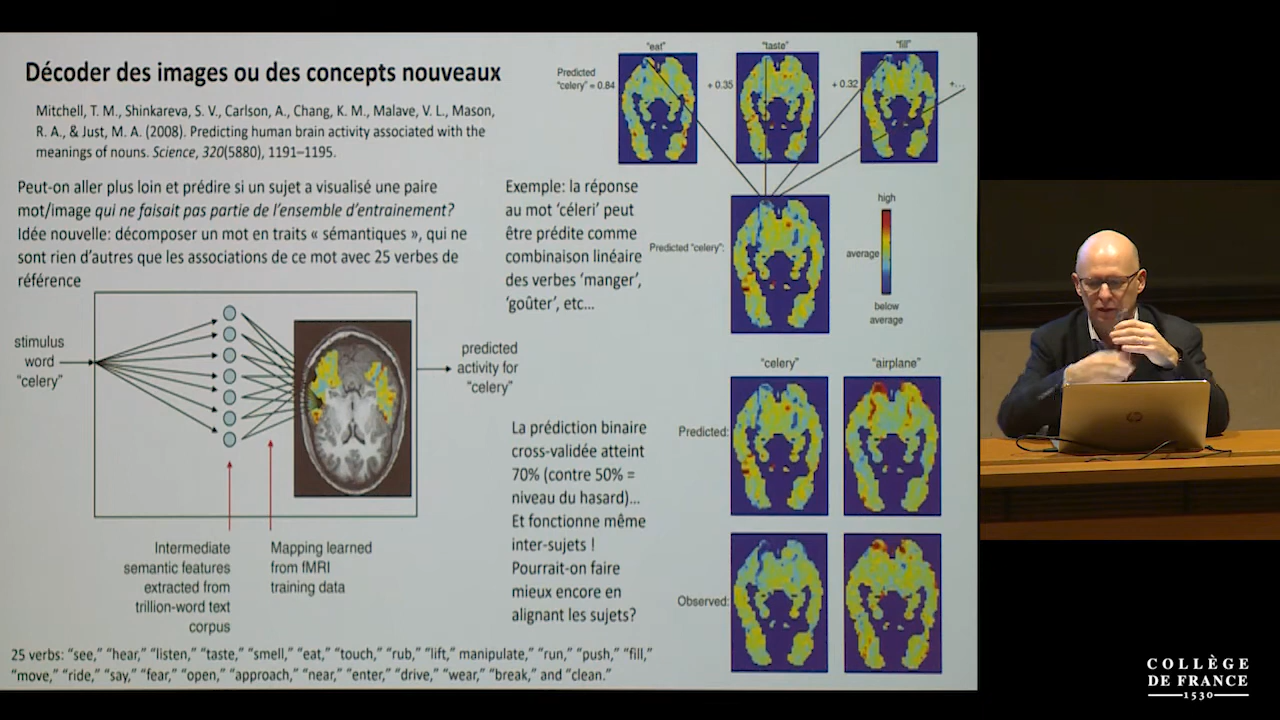 Décoder des images ou des concepts nouveaux
Mitchell, T. M., Shinkareva, S. V., Carlson, A., Chang, K. M., Malave, V. L., Mason,
R. A., & Just, M. A. (2008). Predicting human brain activity associated with the
meanings of nouns. Science, 320(5880), 1191–1195.
Peut-on aller plus loin et prédire si un sujet a visualisé une paire
mot/image qui ne faisait pas partie de l'ensemble d'entrainement?
Idée nouvelle: décomposer un mot en traits « sémantiques », qui ne
sont rien d'autres que les associations de ce mot avec 25 verbes de
référence
stimulus
word
"celery"
predicted
activity for
"celery"
Intermediate
semantic features
extracted from
trillion-word text
corpus
Mapping learned
from fMRI
training data
25 verbs: "see," "hear," "listen," "taste," "smell," "eat," "touch," "rub," "lift," manipulate," "run," "push," "fill,"
"move," "ride," "say," "fear," "open," "approach," "near," "enter," "drive," "wear," "break," and "clean."
Exemple: la réponse
au mot 'céleri' peut
être prédite comme
combinaison linéaire
des verbes 'manger',
'goûter', etc...
La prédition binaire
cross-validée atteint
70% (contre 50% =
niveau du hasard)...
Et fonctionne même
inter-sujets !
Pourrait-on faire
mieux encore en
alignant les sujets?
"eat"
"taste"
"fill"
Predicted
"celery" = 0.84
+ 0.35
+ 0.32
+...
Predicted "celery":
high
average
below
average
"celery"
"airplane"
Predicted:
Observed:
hp
COLLÈGE
DE FRANCE
1530